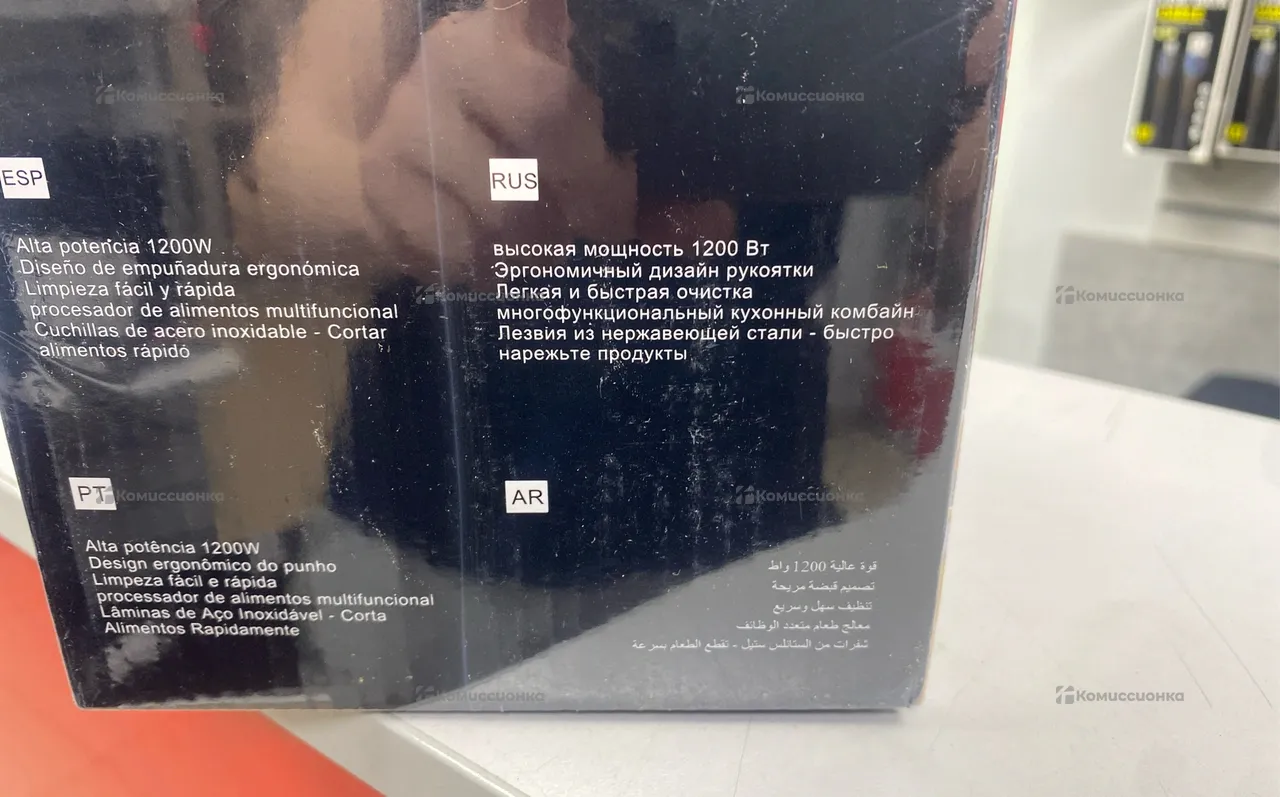 ESP
Alta potencia 1200W
Diseño de empuñadura ergonómica
Limpieza fácil y rápida
procesador de alimentos multifuncional
Cuchillas de acero inoxidable - Cortar
alimentos rápidó
RUS
высокая мощность 1200 Вт
Эргономичный дизайн рукоятки
Легкая и быстрая очистка
многофункциональный кухонный комбайн
Лезвия из нержавеющей стали - быстро
нарежьте продукты
PT
Alta potência 1200W
Design ergonômico do punho
Limpeza fácil e rápida
processador de alimentos multifuncional
Lâminas de Aço Inoxidável - Corta
Alimentos Rapidamente
AR
قوة عالية 1200 واط
تصميم قبضة مريحة
تنظيف سهل وسريع
معالج طعام متعدد الوظائف
شفرات من الستانلس ستيل - تقطع الطعام بسرعة
Комиссионка
Комиссионка
Комиссионка
Комиссионка
Комиссионка
Комиссионка
Комиссионка
Комиссионка